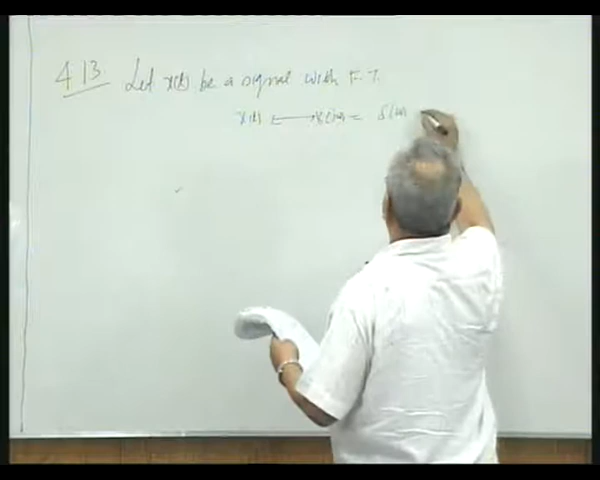 4.13. Let x(t) be a signal with F.T.
x(t) ⟷ X(jω) = δ(ω)